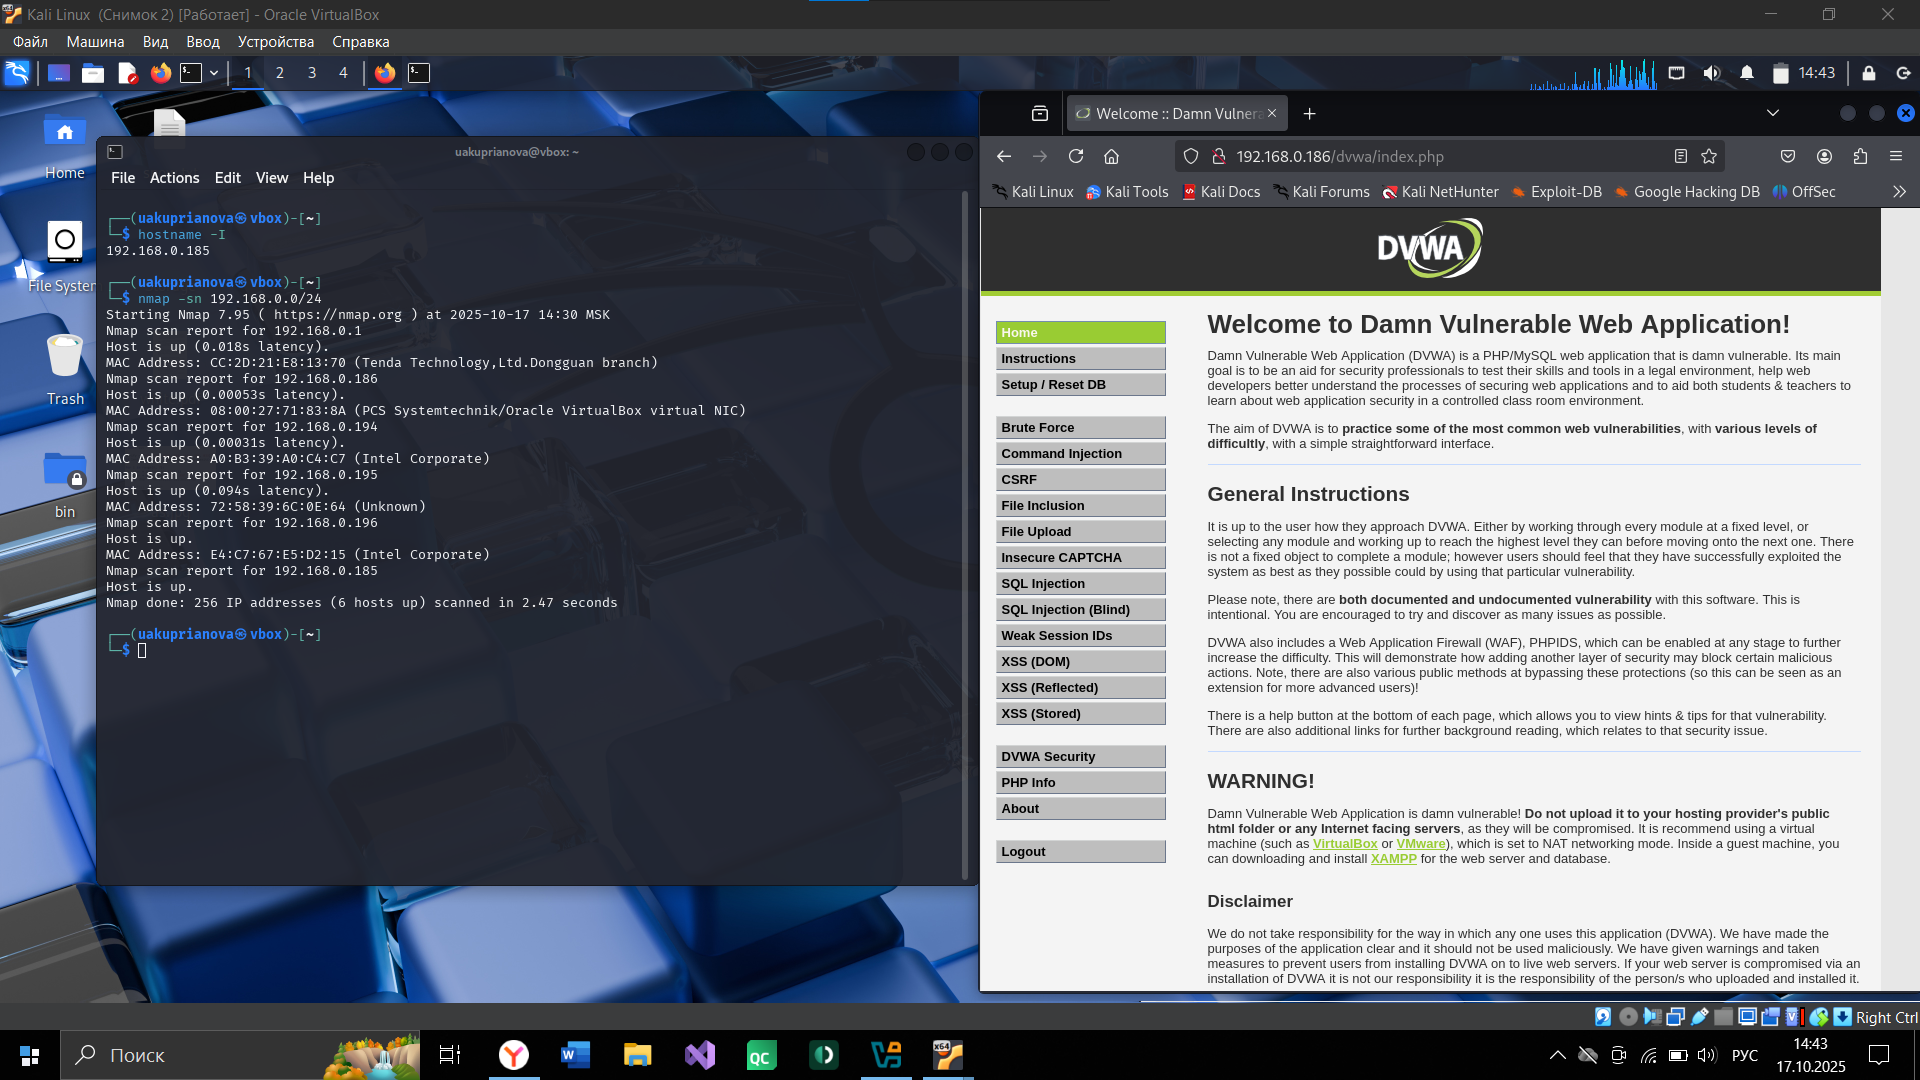 Kali Linux  (Снимок 2) [Работает] - Oracle VirtualBox
Файл Машина Вид Ввод Устройства Справка
1 2 3 4
14:43
Home
File System
Trash
bin
uakuprianova@vbox: ~
File Actions Edit View Help
┌──(uakuprianova㉿vbox)-[~]
└─$ hostname -I
192.168.0.185
┌──(uakuprianova㉿vbox)-[~]
└─$ nmap -sn 192.168.0.0/24
Starting Nmap 7.95 ( https://nmap.org ) at 2025-10-17 14:30 MSK
Nmap scan report for 192.168.0.1
Host is up (0.018s latency).
MAC Address: CC:2D:21:E8:13:70 (Tenda Technology,Ltd.Dongguan branch)
Nmap scan report for 192.168.0.186
Host is up (0.00053s latency).
MAC Address: 08:00:27:71:83:8A (PCS Systemtechnik/Oracle VirtualBox virtual NIC)
Nmap scan report for 192.168.0.194
Host is up (0.00031s latency).
MAC Address: A0:B3:39:A0:C4:C7 (Intel Corporate)
Nmap scan report for 192.168.0.195
Host is up (0.094s latency).
MAC Address: 72:58:39:6C:0E:64 (Unknown)
Nmap scan report for 192.168.0.196
Host is up.
MAC Address: E4:C7:67:E5:D2:15 (Intel Corporate)
Nmap scan report for 192.168.0.185
Host is up.
Nmap done: 256 IP addresses (6 hosts up) scanned in 2.47 seconds
┌──(uakuprianova㉿vbox)-[~]
└─$
Welcome :: Damn Vulnera
192.168.0.186/dvwa/index.php
Kali Linux Kali Tools Kali Docs Kali Forums Kali NetHunter Exploit-DB Google Hacking DB OffSec
DVWA
Home
Instructions
Setup / Reset DB
Brute Force
Command Injection
CSRF
File Inclusion
File Upload
Insecure CAPTCHA
SQL Injection
SQL Injection (Blind)
Weak Session IDs
XSS (DOM)
XSS (Reflected)
XSS (Stored)
DVWA Security
PHP Info
About
Logout
Welcome to Damn Vulnerable Web Application!
Damn Vulnerable Web Application (DVWA) is a PHP/MySQL web application that is damn vulnerable. Its main
goal is to be an aid for security professionals to test their skills and tools in a legal environment, help web
developers better understand the processes of securing web applications and to aid both students & teachers to
learn about web application security in a controlled class room environment.
The aim of DVWA is to practice some of the most common web vulnerabilities, with various levels of
difficultly, with a simple straightforward interface.
General Instructions
It is up to the user how they approach DVWA. Either by working through every module at a fixed level, or
selecting any module and working up to reach the highest level they can before moving onto the next one. There
is not a fixed object to complete a module; however users should feel that they have successfully exploited the
system as best as they possible could by using that particular vulnerability.
Please note, there are both documented and undocumented vulnerability with this software. This is
intentional. You are encouraged to try and discover as many issues as possible.
DVWA also includes a Web Application Firewall (WAF), PHPIDS, which can be enabled at any stage to further
increase the difficulty. This will demonstrate how adding another layer of security may block certain malicious
actions. Note, there are also various public methods at bypassing these protections (so this can be seen as an
extension for more advanced users)!
There is a help button at the bottom of each page, which allows you to view hints & tips for that vulnerability.
There are also additional links for further background reading, which relates to that security issue.
WARNING!
Damn Vulnerable Web Application is damn vulnerable! Do not upload it to your hosting provider's public
html folder or any Internet facing servers, as they will be compromised. It is recommend using a virtual
machine (such as VirtualBox or VMware), which is set to NAT networking mode. Inside a guest machine, you
can downloading and install XAMPP for the web server and database.
Disclaimer
We do not take responsibility for the way in which any one uses this application (DVWA). We have made the
purposes of the application clear and it should not be used maliciously. We have given warnings and taken
measures to prevent users from installing DVWA on to live web servers. If your web server is compromised via an
installation of DVWA it is not our responsibility it is the responsibility of the person/s who uploaded and installed it.
Right Ctrl
Поиск
QC
x64
РУС
14:43
17.10.2025